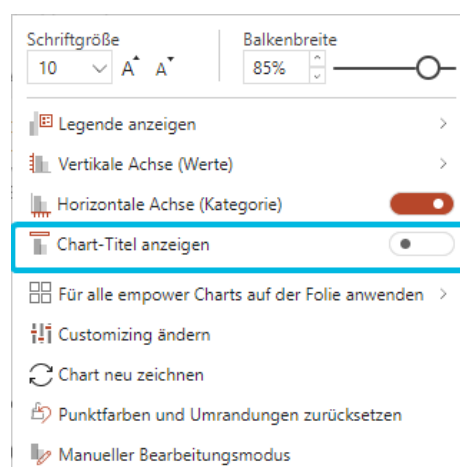 Schriftgröße Balkenbreite
10 A A 85%
Legende anzeigen
Vertikale Achse (Werte)
Horizontale Achse (Kategorie)
Chart-Titel anzeigen
Für alle empower Charts auf der Folie anwenden
Customizing ändern
Chart neu zeichnen
Punktfarben und Umrandungen zurücksetzen
Manueller Bearbeitungsmodus